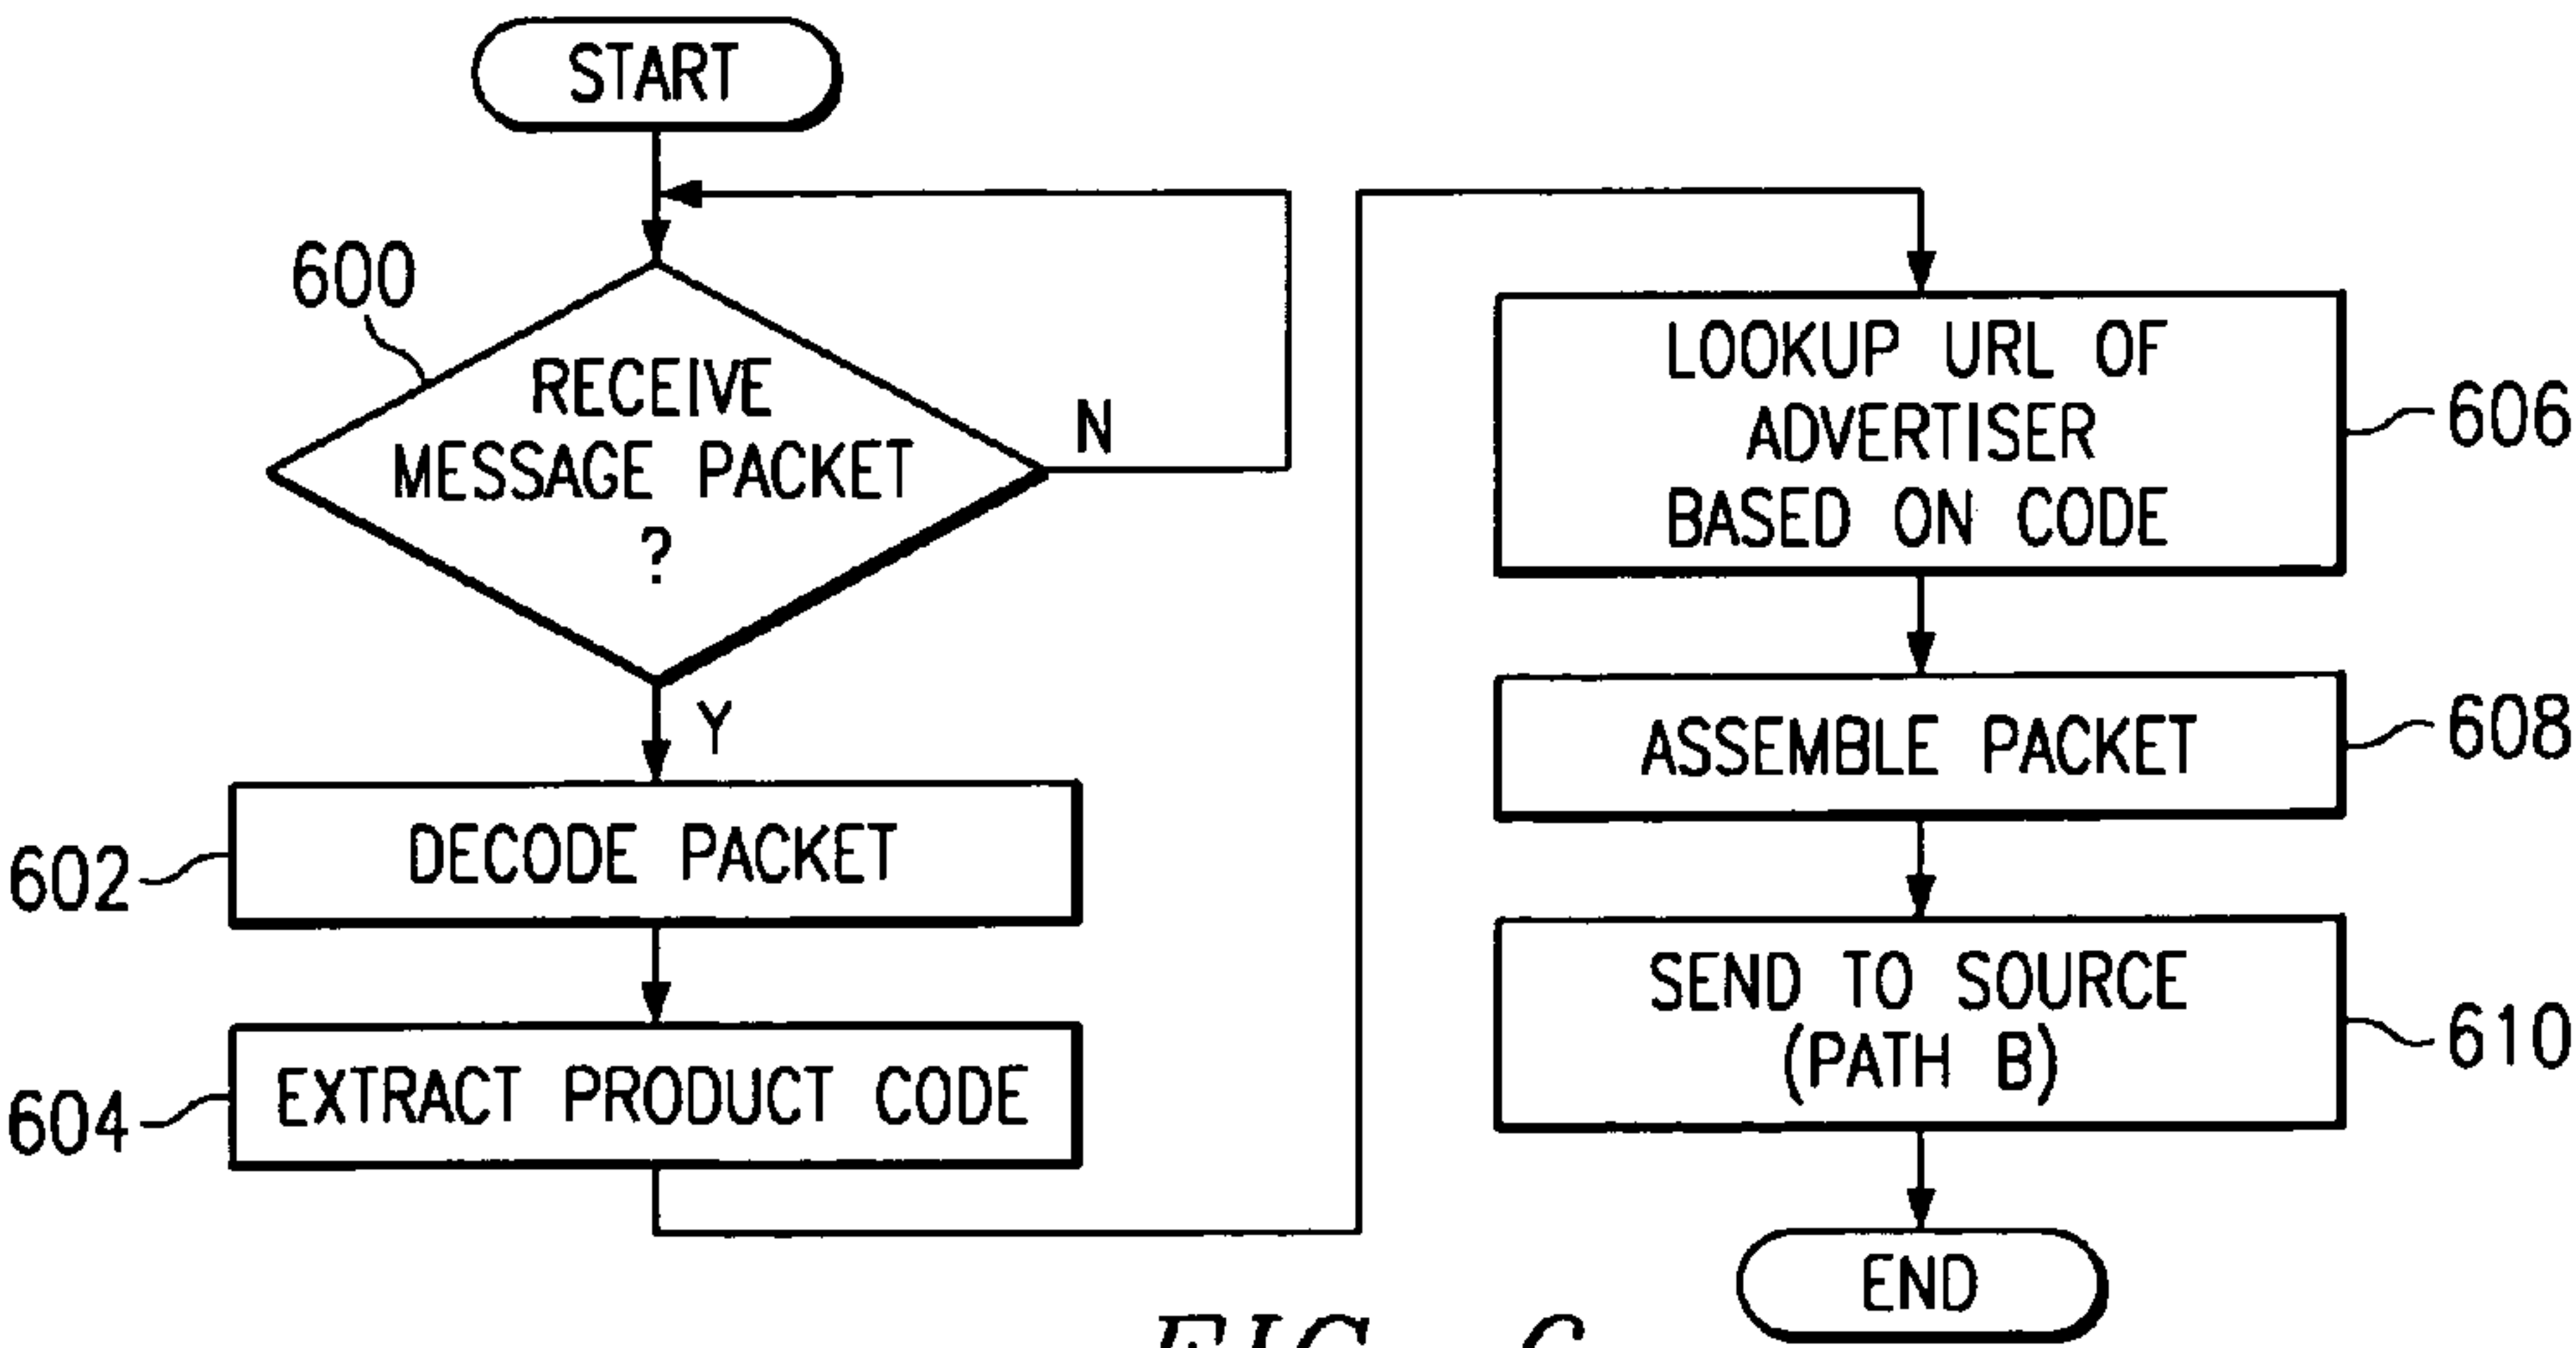 START
600
RECEIVE
MESSAGE PACKET
?
N
Y
602
DECODE PACKET
604
EXTRACT PRODUCT CODE
LOOKUP URL OF
ADVERTISER
BASED ON CODE
606
ASSEMBLE PACKET
608
SEND TO SOURCE
(PATH B)
610
END